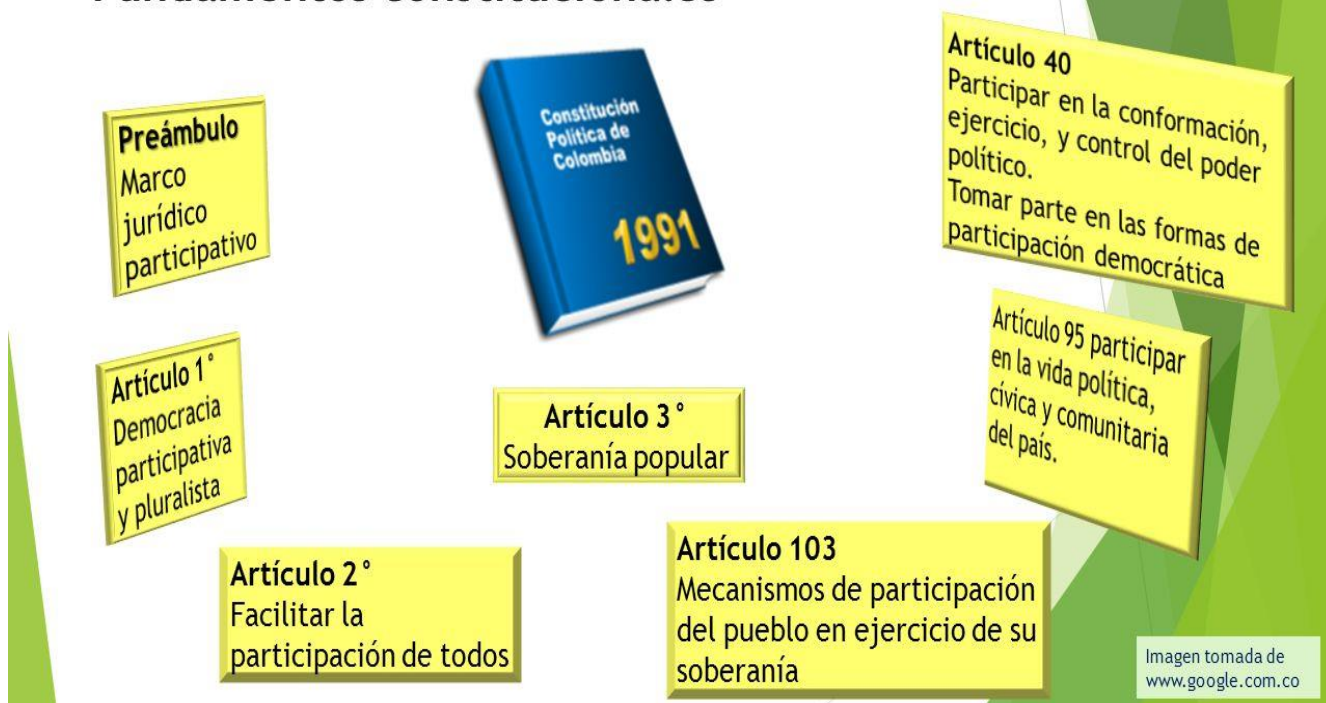 Fundamentos Constitucionales
Preámbulo
Marco
jurídico
participativo
Constitución
Política de
Colombia
1991
Artículo 40
Participar en la conformación,
ejercicio, y control del poder
político.
Tomar parte en las formas de
participación democrática
Artículo 1°
Democracia
participativa
y pluralista
Artículo 3°
Soberanía popular
Artículo 95 participar
en la vida política,
cívica y comunitaria
del país.
Artículo 2°
Facilitar la
participación de todos
Artículo 103
Mecanismos de participación
del pueblo en ejercicio de su
soberanía
Imagen tomada de
www.google.com.co